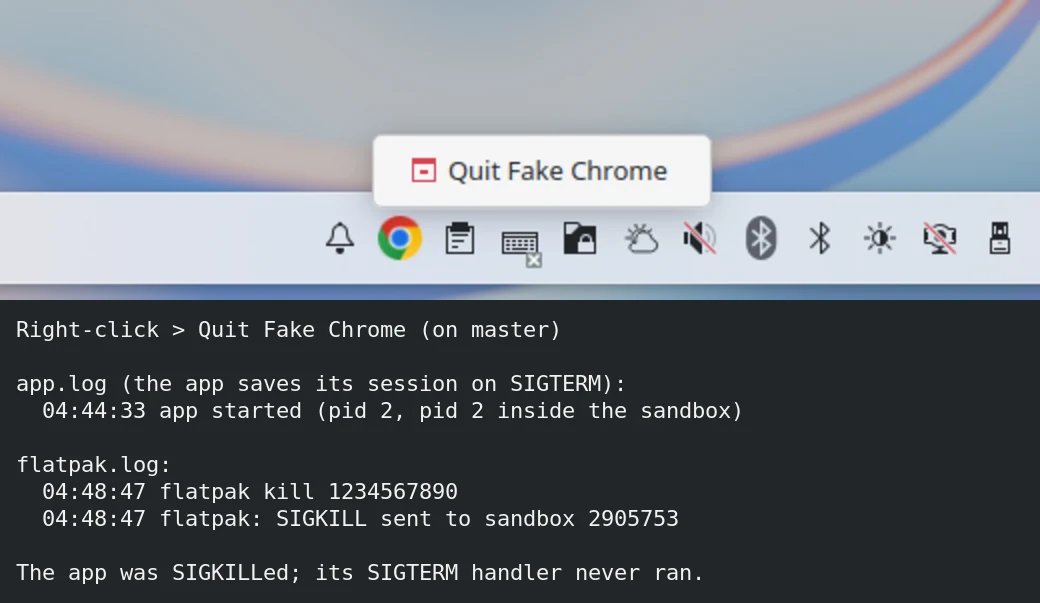 Quit Fake Chrome
Right-click > Quit Fake Chrome (on master)
app.log (the app saves its session on SIGTERM):
04:44:33 app started (pid 2, pid 2 inside the sandbox)
flatpak.log:
04:48:47 flatpak kill 1234567890
04:48:47 flatpak: SIGKILL sent to sandbox 2905753
The app was SIGKILLed; its SIGTERM handler never ran.